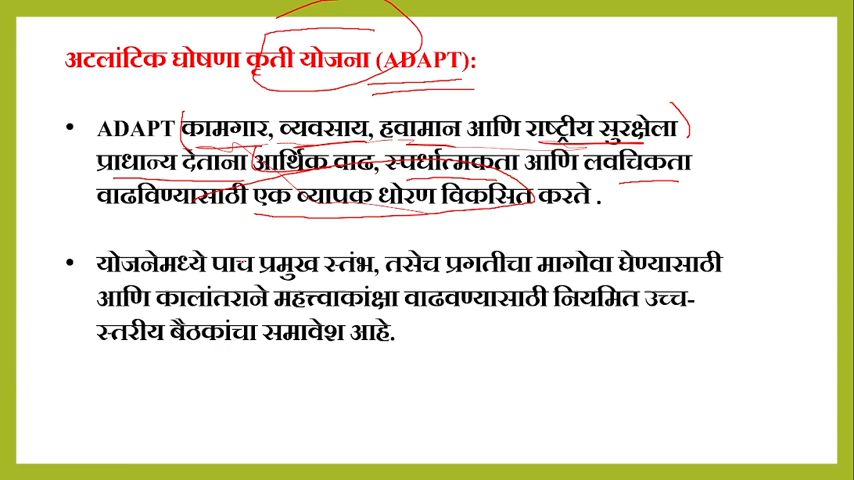 अटलांटिक घोषणा कृती योजना (ADAPT):
• ADAPT कामगार, व्यवसाय, हवामान आणि राष्ट्रीय सुरक्षेला
प्राधान्य देताना आर्थिक वाढ, स्पर्धात्मकता आणि लवचिकता
वाढविण्यासाठी एक व्यापक धोरण विकसित करते .
• योजनेमध्ये पाच प्रमुख स्तंभ, तसेच प्रगतीचा मागोवा घेण्यासाठी
आणि कालांतराने महत्त्वाकांक्षा वाढवण्यासाठी नियमित उच्च-
स्तरीय बैठकांचा समावेश आहे.